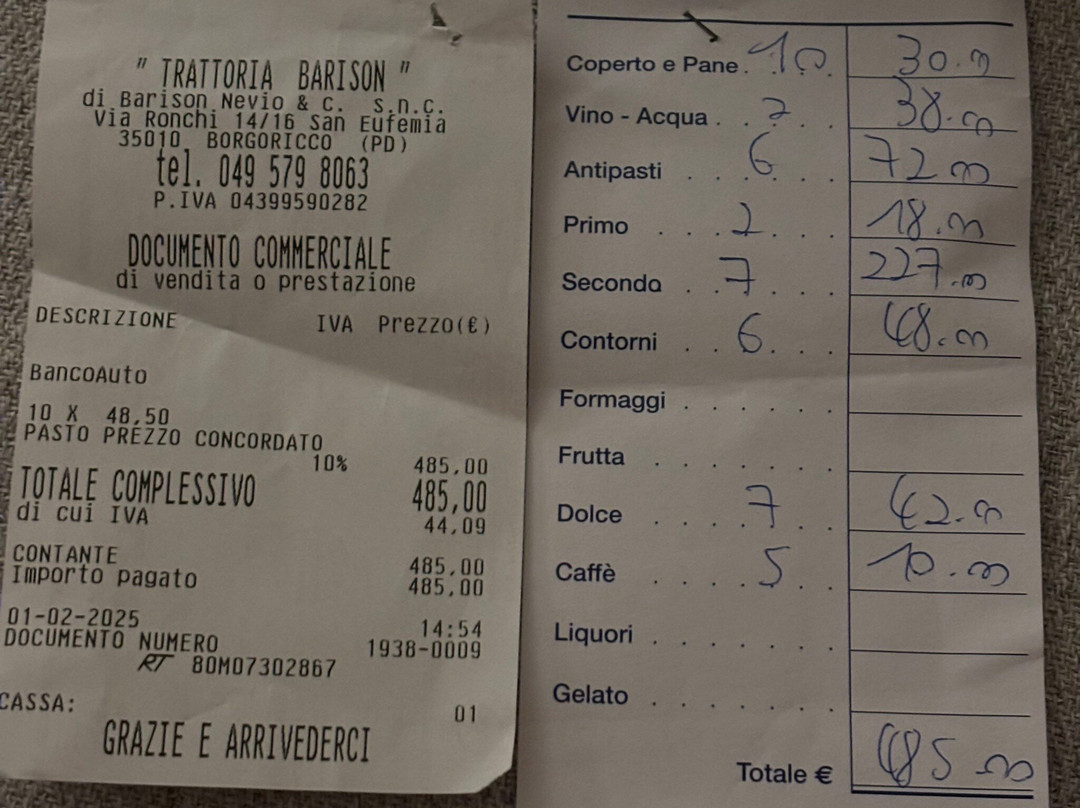 " TRATTORIA BARISON "
di Barison Nevio & c. s.n.c.
Via Ronchi 14/16 San Eufemia
35010 BORGORICCO (PD)
tel. 049 579 8063
P.IVA 04399590282
DOCUMENTO COMMERCIALE
di vendita o prestazione
DESCRIZIONE IVA Prezzo(€)
BancoAuto
10 X 48,50
PASTO PREZZO CONCORDATO
10% 485,00
TOTALE COMPLESSIVO 485,00
di cui IVA 44,09
CONTANTE 485,00
Importo pagato 485,00
01-02-2025 14:54
DOCUMENTO NUMERO 1938-0009
RT 80M07302867
CASSA: 01
GRAZIE E ARRIVEDERCI
Coperto e Pane 10 30.00
Vino - Acqua 7 38.00
Antipasti 6 72.00
Primo 2 18.00
Secondo 7 227.00
Contorni 6 48.00
Formaggi
Frutta
Dolce 7 42.00
Caffè 5 10.00
Liquori
Gelato
Totale € 485.00